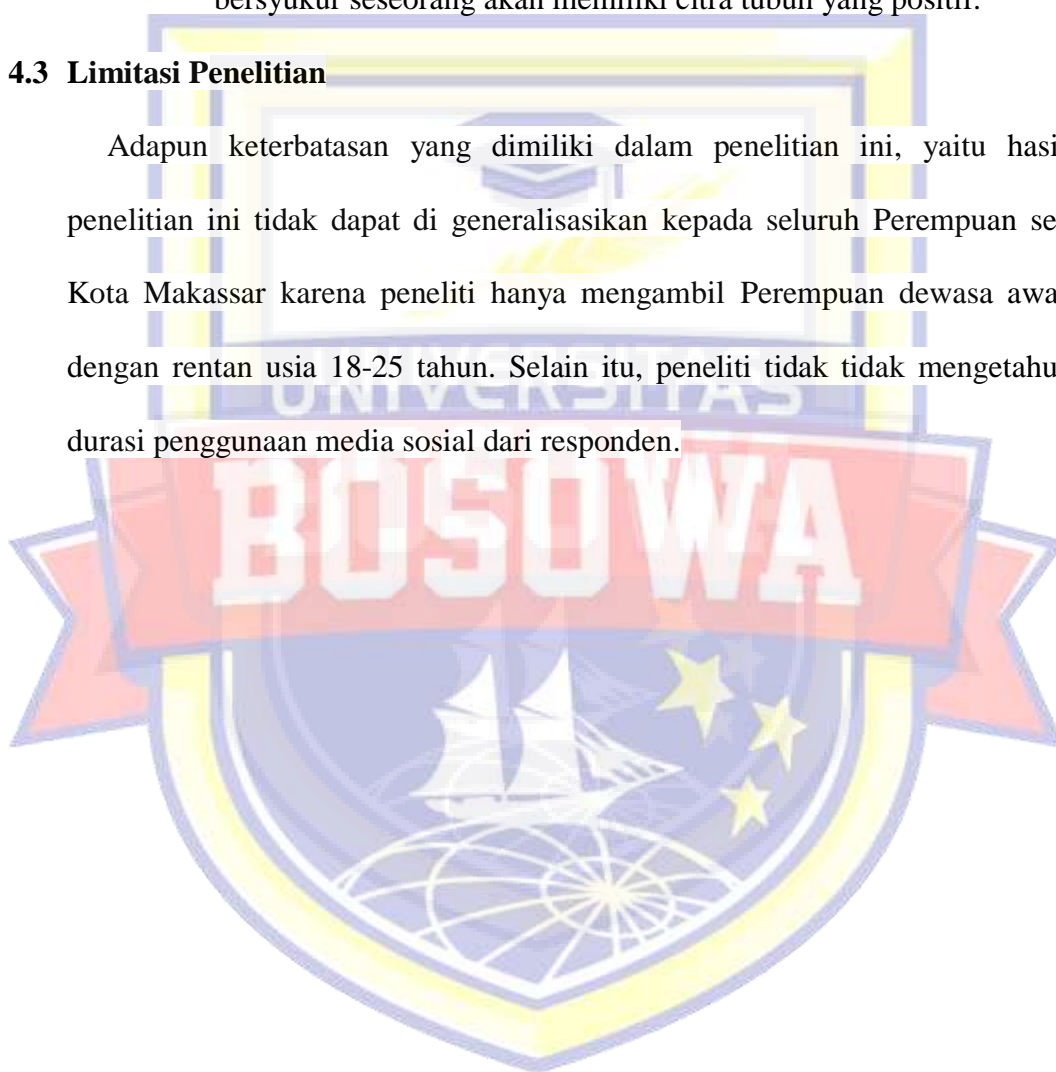 bersyukur seseorang akan memiliki citra tubuh yang positif.
4.3 Limitasi Penelitian
Adapun keterbatasan yang dimiliki dalam penelitian ini, yaitu hasi
penelitian ini tidak dapat di generalisasikan kepada seluruh Perempuan se
Kota Makassar karena peneliti hanya mengambil Perempuan dewasa awa
dengan rentan usia 18-25 tahun. Selain itu, peneliti tidak tidak mengetahu
durasi penggunaan media sosial dari responden.
UNIVERSITAS
BOSOWA